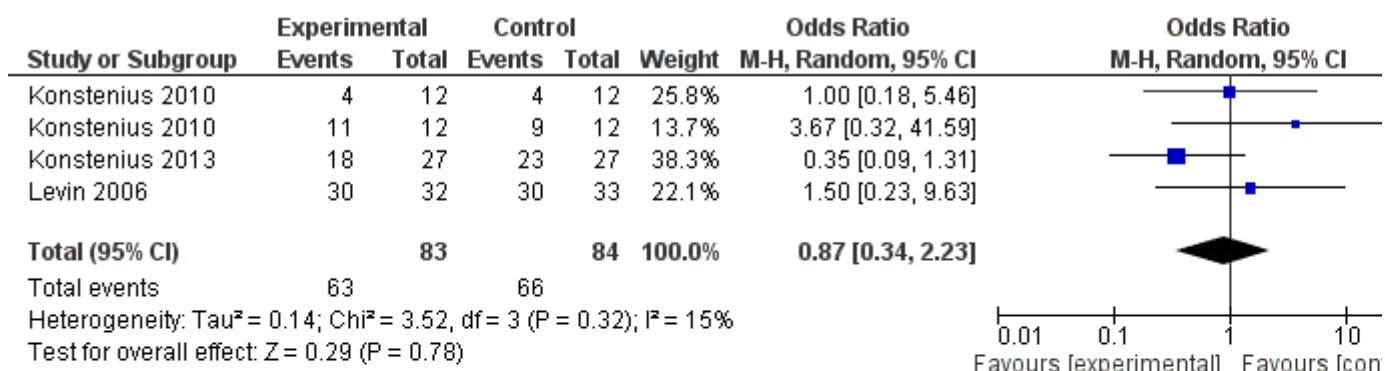 Experimental Control Odds Ratio Odds Ratio
Study or Subgroup Events Total Events Total Weight M-H, Random, 95% CI M-H, Random, 95% CI
Konstenius 2010 4 12 4 12 25.8% 1.00 [0.18, 5.46]
Konstenius 2010 11 12 9 12 13.7% 3.67 [0.32, 41.59]
Konstenius 2013 18 27 23 27 38.3% 0.35 [0.09, 1.31]
Levin 2006 30 32 30 33 22.1% 1.50 [0.23, 9.63]
Total (95% CI) 83 84 100.0% 0.87 [0.34, 2.23]
Total events 63 66
Heterogeneity: Tau² = 0.14; Chi² = 3.52, df = 3 (P = 0.32); I² = 15%
Test for overall effect: Z = 0.29 (P = 0.78)
0.01 0.1 1 10
Favours [experimental] Favours [con